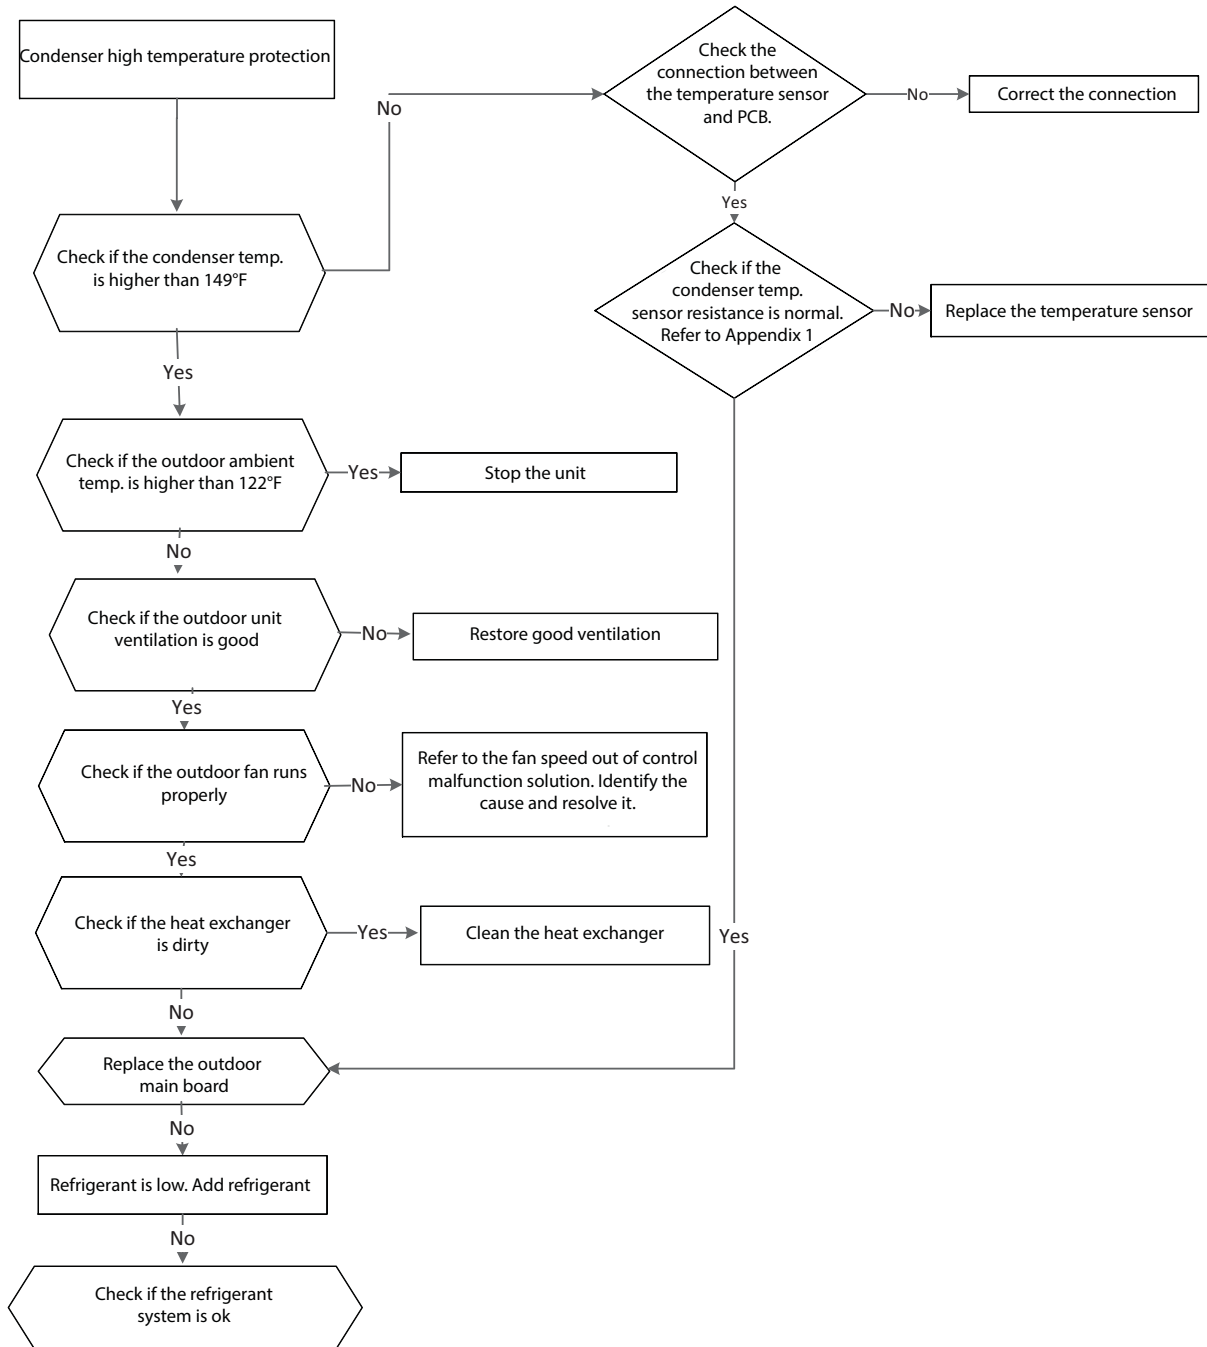 Condenser high temperature protection
No
Check the
connection between
the temperature sensor
and PCB.
No
Correct the connection
Yes
Check if the condenser temp.
is higher than 149°F
Check if the
condenser temp.
sensor resistance is normal.
Refer to Appendix 1
No
Replace the temperature sensor
Yes
Check if the outdoor ambient
temp. is higher than 122°F
Yes
Stop the unit
No
Check if the outdoor unit
ventilation is good
No
Restore good ventilation
Yes
Check if the outdoor fan runs
properly
No
Refer to the fan speed out of control
malfunction solution. Identify the
cause and resolve it.
Yes
Check if the heat exchanger
is dirty
Yes
Clean the heat exchanger
Yes
No
Replace the outdoor
main board
No
Refrigerant is low. Add refrigerant
No
Check if the refrigerant
system is ok